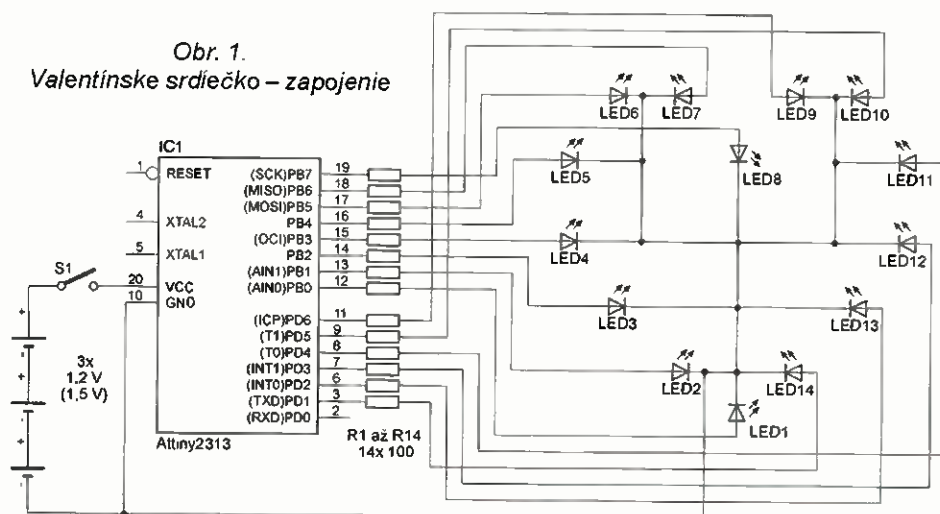 Obr. 1.
Valentínske srdiečko – zapojenie
IC1
1 RESET
4 XTAL2
5 XTAL1
20 VCC
10 GND
(SCK)PB7 19
(MISO)PB6 18
(MOSI)PB5 17
PB4 16
(OCI)PB3 15
PB2 14
(AIN1)PB1 13
(AIN0)PB0 12
(ICP)PD6 11
(T1)PD5 9
(T0)PD4 8
(INT1)PD3 7
(INT0)PD2 6
(TXD)PD1 3
(RXD)PD0 2
Attiny2313
S1
3x
1,2 V
(1,5 V)
R1 až R14
14x 100
LED6
LED7
LED9
LED10
LED5
LED8
LED11
LED4
LED12
LED3
LED13
LED2
LED14
LED1